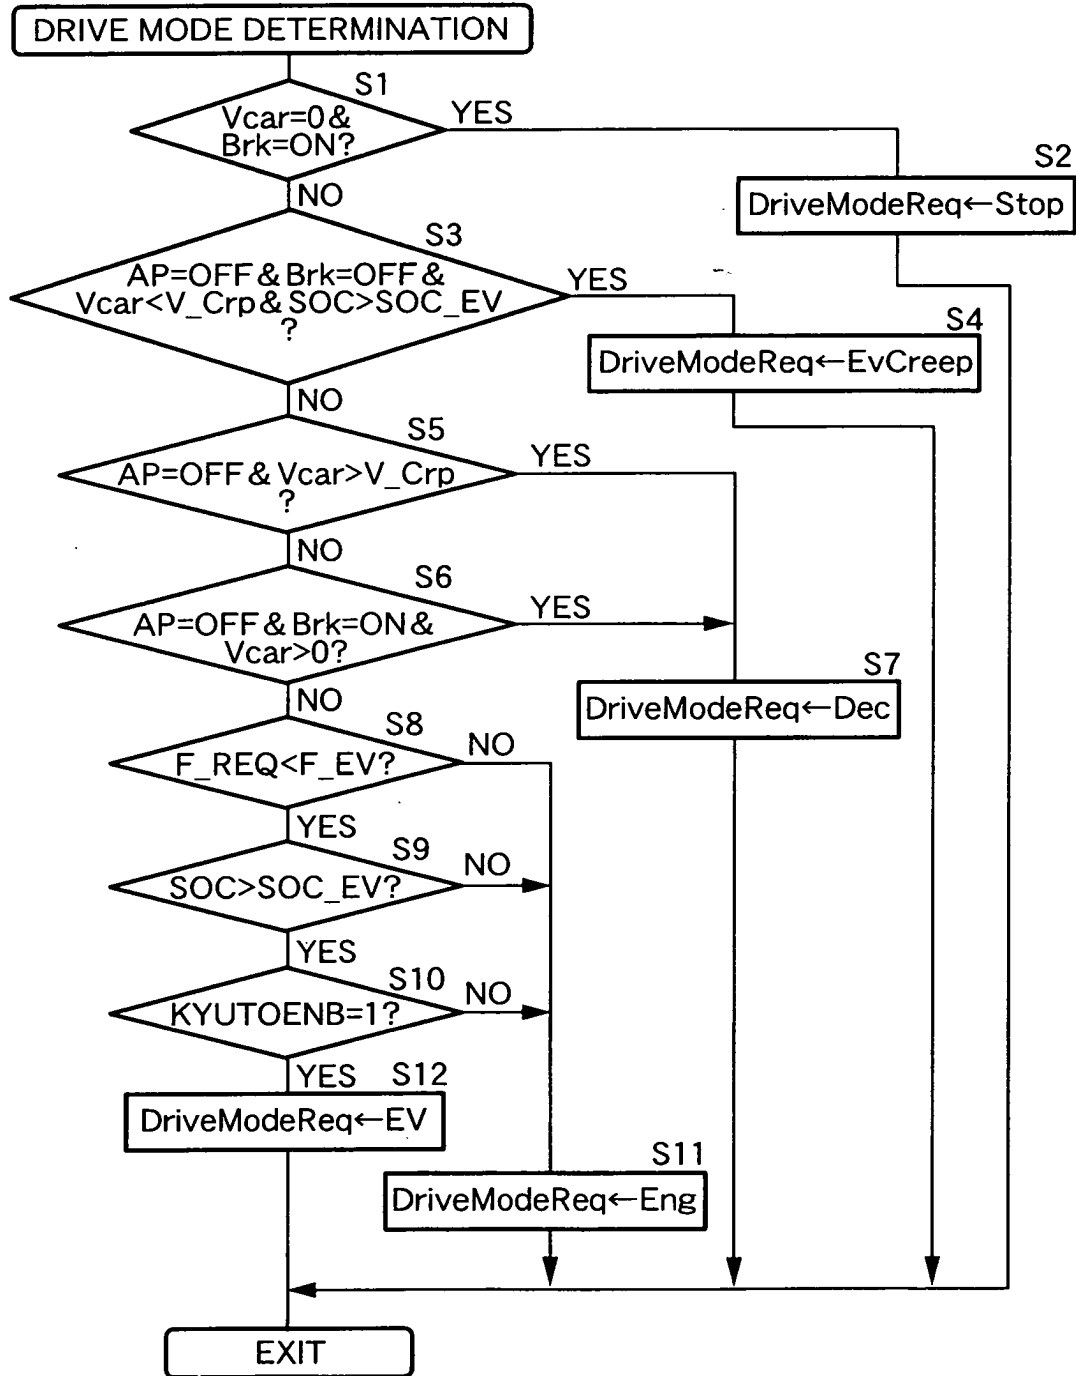 DRIVE MODE DETERMINATION
S1
Vcar=0&
Brk=ON?
YES
NO
S2
DriveModeReq←Stop
S3
AP=OFF&Brk=OFF&
Vcar<V_Crp&SOC>SOC_EV
?
YES
NO
S4
DriveModeReq←EvCreep
S5
AP=OFF&Vcar>V_Crp
?
YES
NO
S6
AP=OFF&Brk=ON&
Vcar>0?
YES
NO
S7
DriveModeReq←Dec
S8
F_REQ<F_EV?
NO
YES
S9
SOC>SOC_EV?
NO
YES
S10
KYUTOENB=1?
NO
YES
S12
DriveModeReq←EV
S11
DriveModeReq←Eng
EXIT